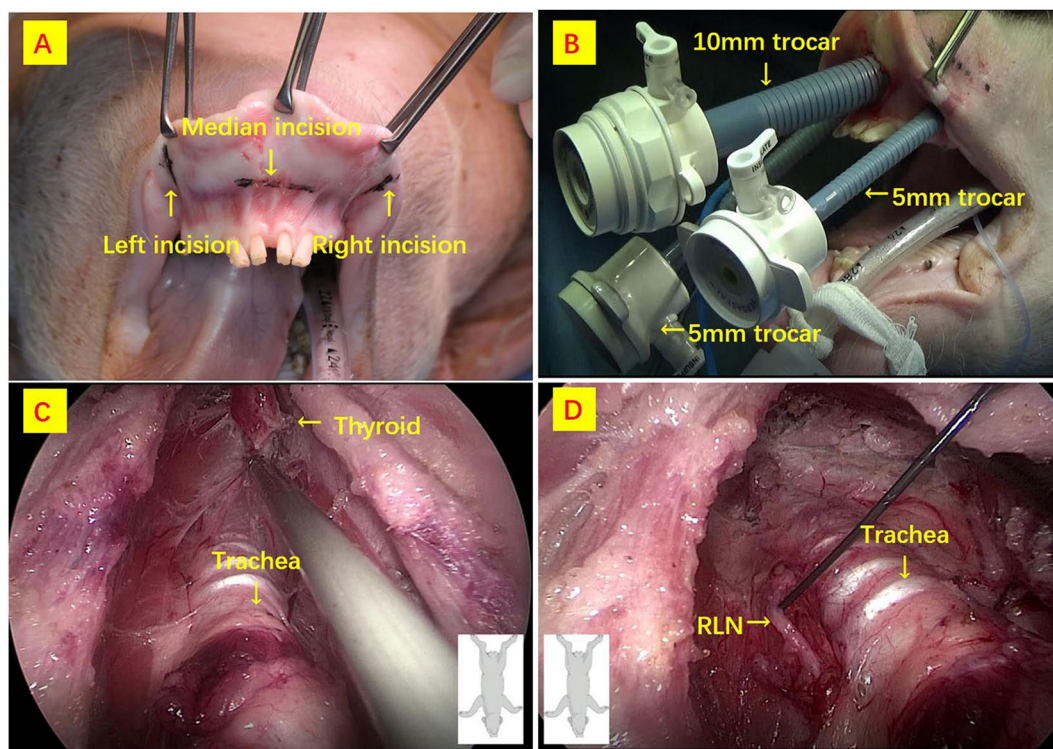 A
Median incision
Left incision
Right incision
B
10mm trocar
5mm trocar
5mm trocar
C
Thyroid
Trachea
D
Trachea
RLN